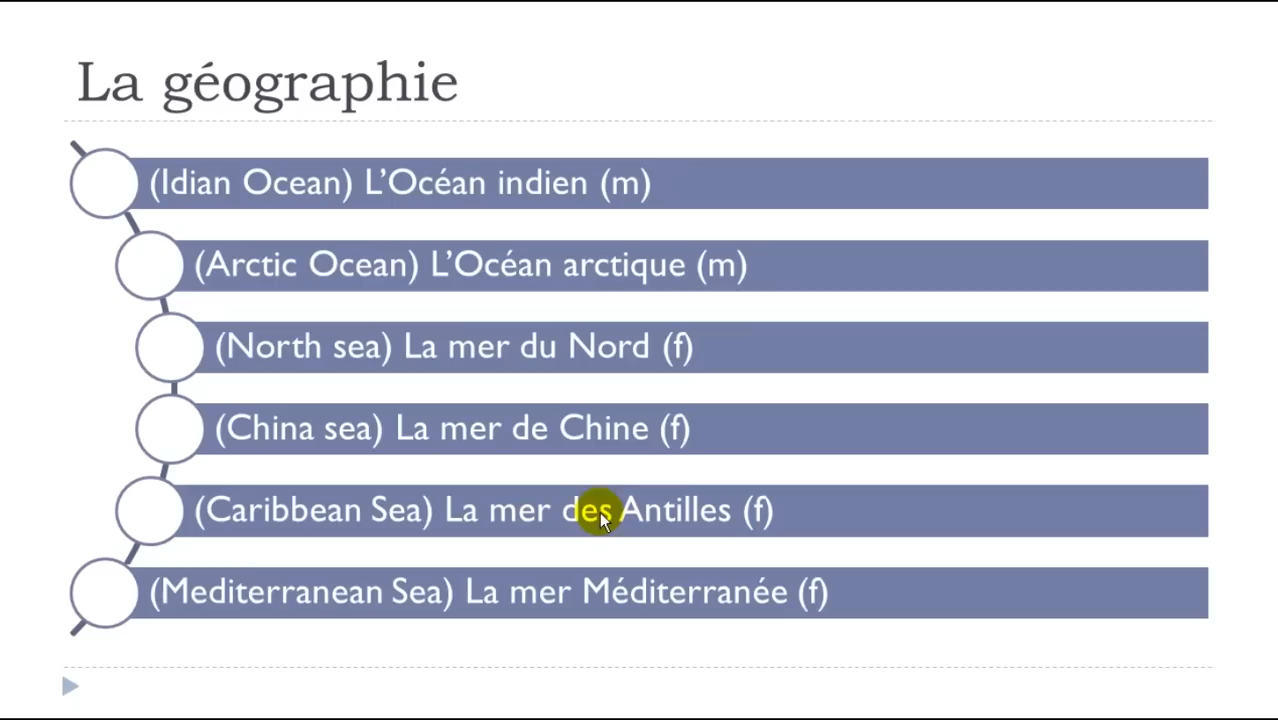 La géographie
(Idian Ocean) L’Océan indien (m)
(Arctic Ocean) L’Océan arctique (m)
(North sea) La mer du Nord (f)
(China sea) La mer de Chine (f)
(Caribbean Sea) La mer des Antilles (f)
(Mediterranean Sea) La mer Méditerranée (f)